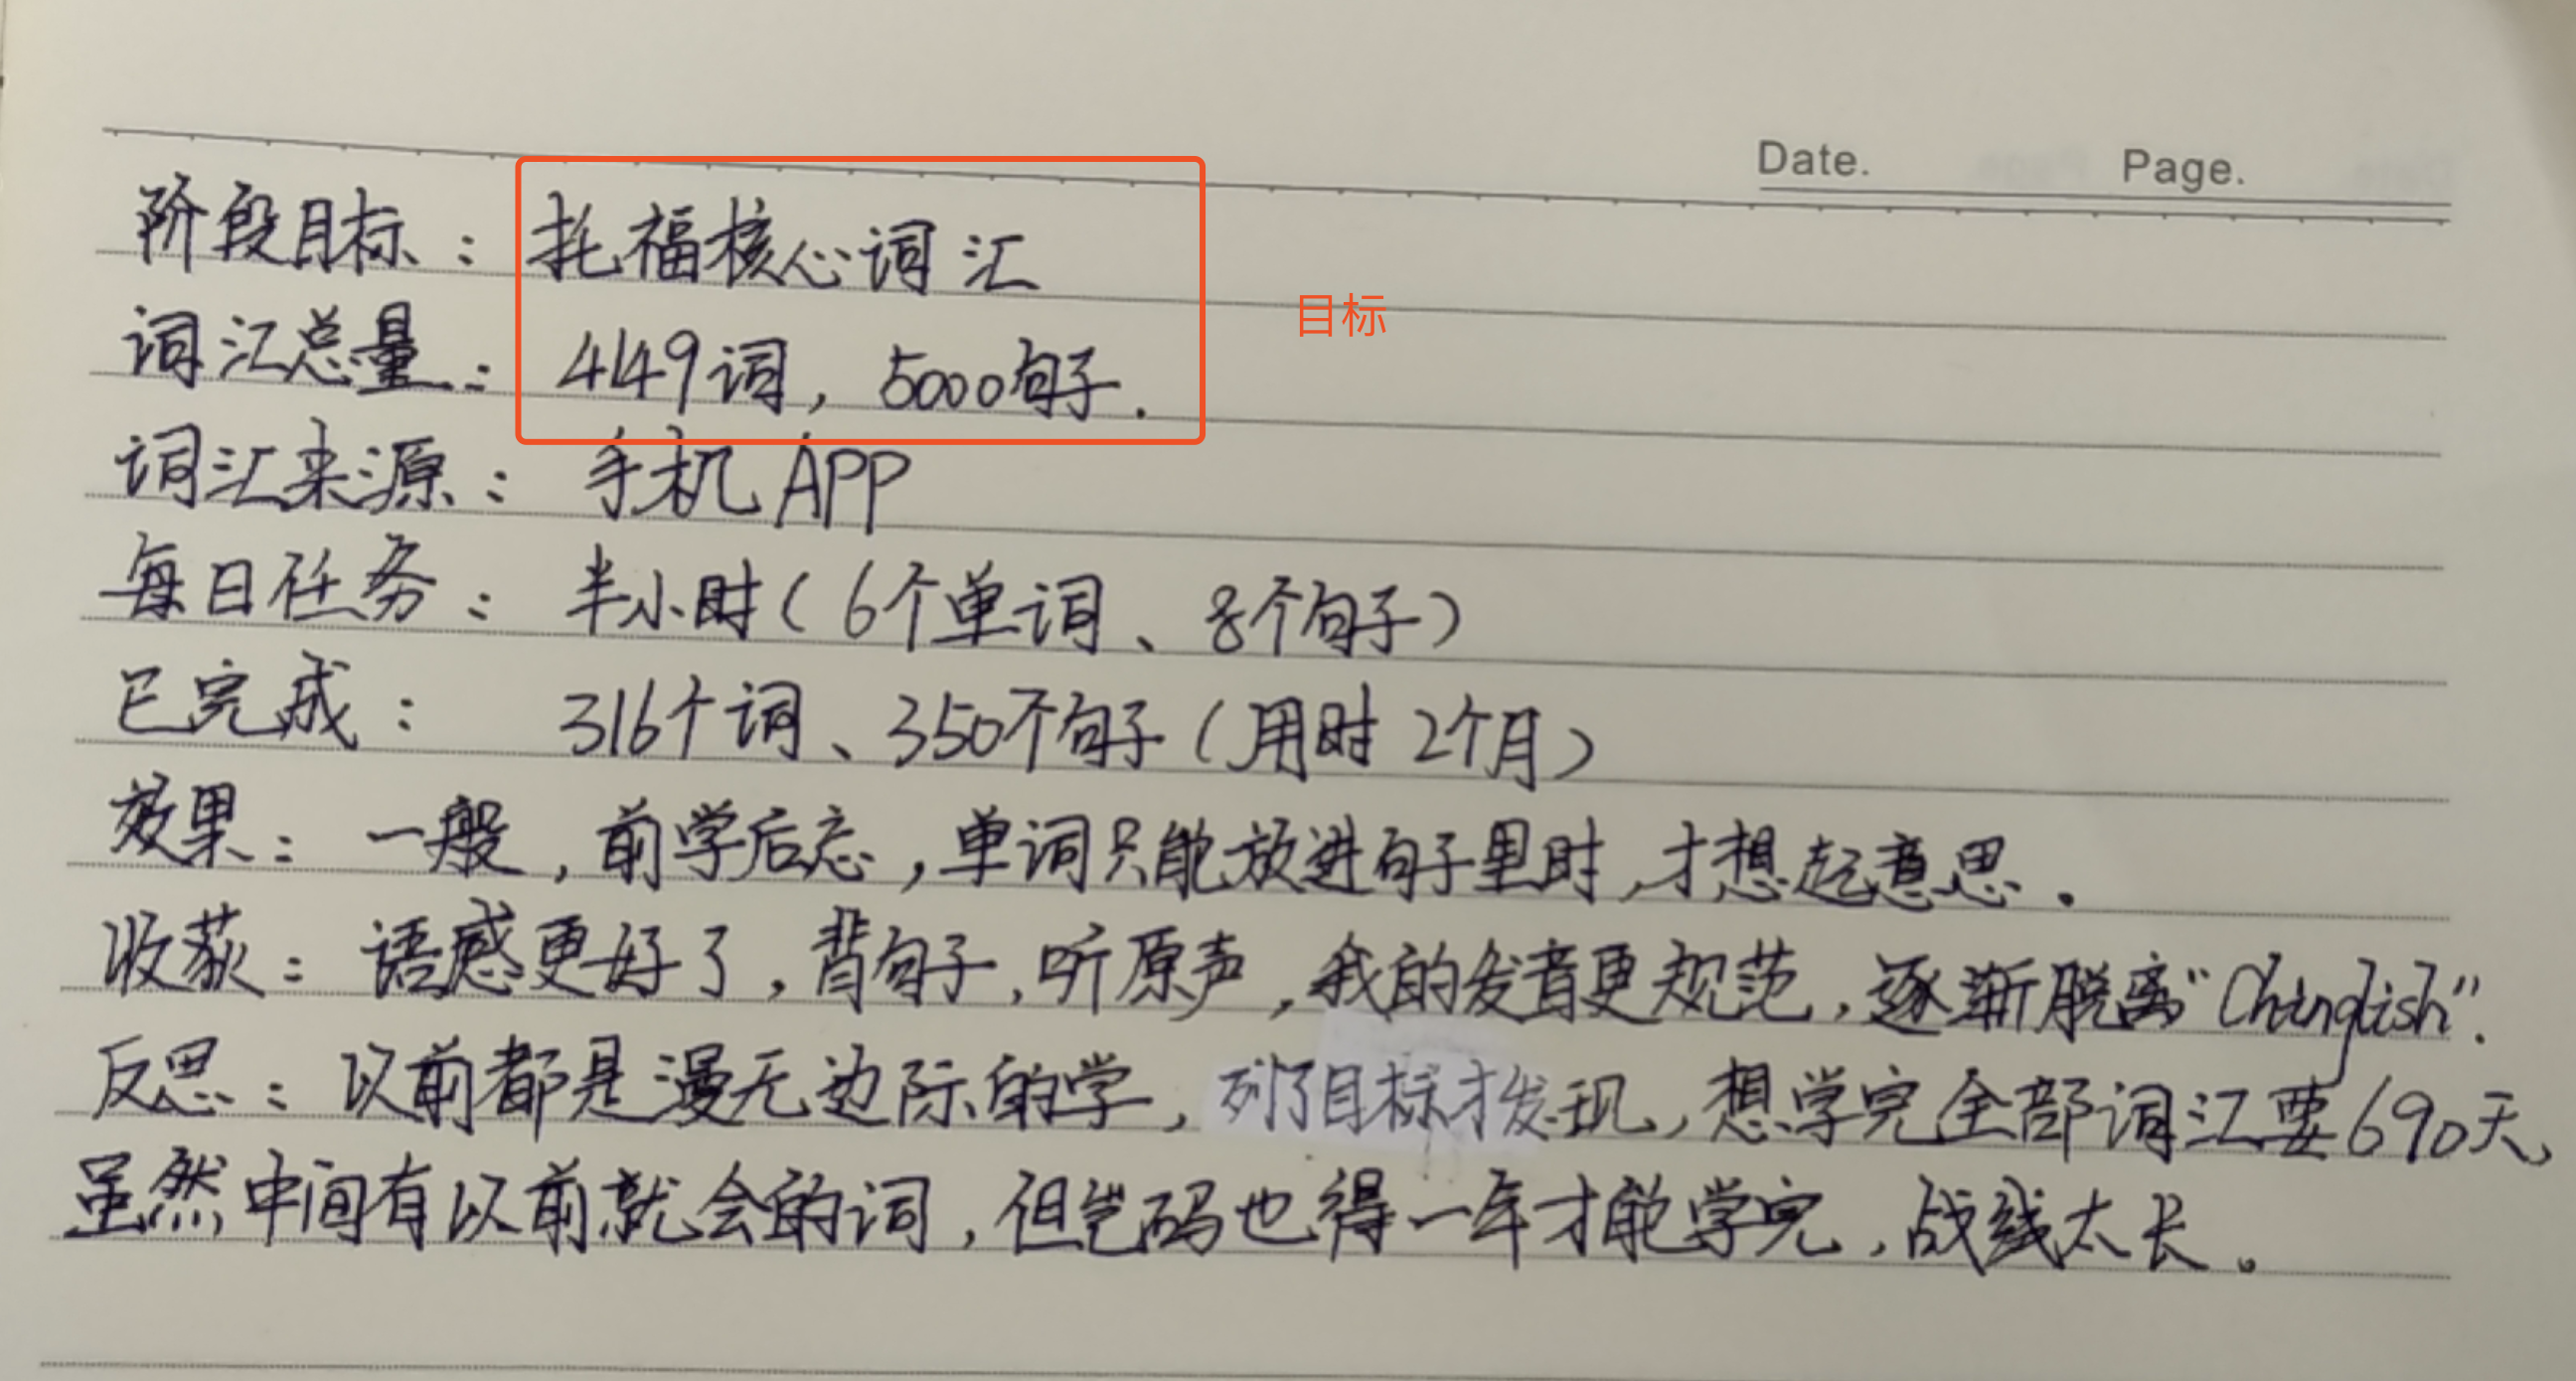 Date. Page.
阶段目标：托福核心词汇
目标
词汇总量：4149词，5000句子.
词汇来源：手机APP
每日任务：半小时（6个单词、8个句子）
已完成：316个词、350个句子（用时2个月）
效果：一般，前学后忘，单词只能放进句子里时，才想起意思.
收获：语感更好了，背句子，听原声，我的发音更规范，逐渐脱离“Chinglish”.
反思：以前都是漫无边际的学，列了目标才发现，想学完全部词汇要690天、
虽然中间有以前就会的词，但岂码也得一年才能学完，战线太长。